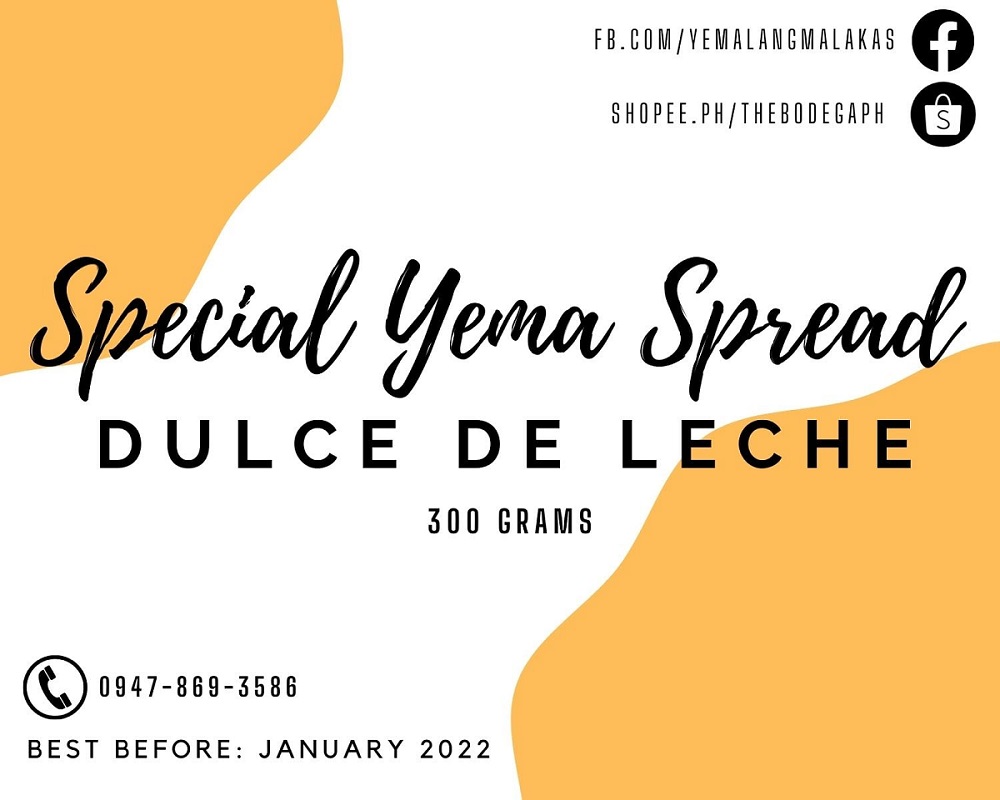 FB.COM/YEMALANGMALAKAS
SHOPEE.PH/THEBODEGAPH
Special Yema Spread
DULCE DE LECHE
300 GRAMS
0947-869-3586
BEST BEFORE: JANUARY 2022